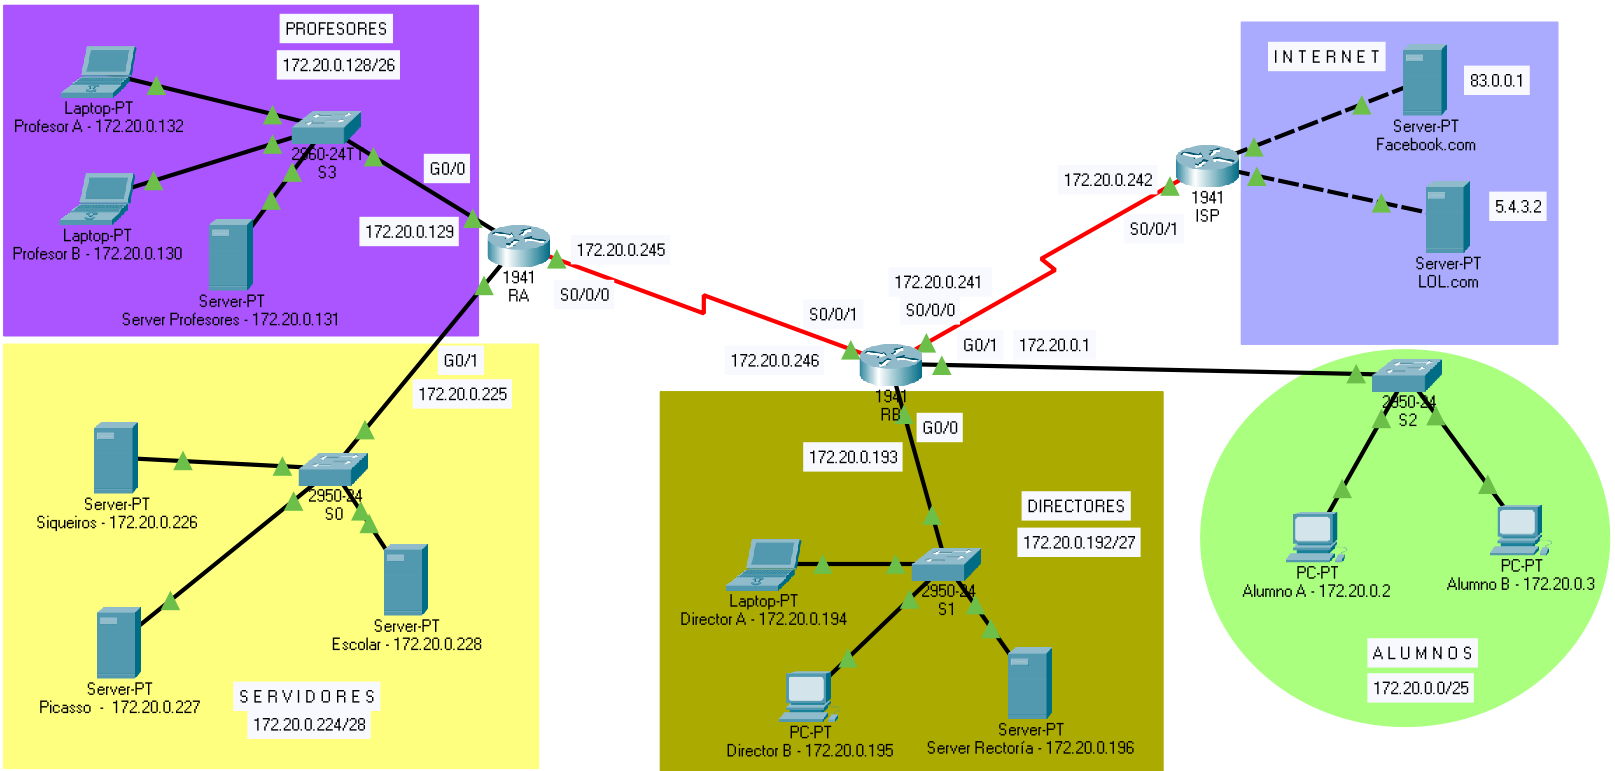 PROFESORES
172.20.0.128/26
Laptop-PT
Profesor A - 172.20.0.132
2960-24TT
S3
G0/0
Laptop-PT
Profesor B - 172.20.0.130
172.20.0.129
Server-PT
Server Profesores - 172.20.0.131
1941
RA
172.20.0.245
S0/0/0
G0/1
172.20.0.225
Server-PT
Siqueiros - 172.20.0.226
2950-24
S0
Server-PT
Escolar - 172.20.0.228
Server-PT
Picasso - 172.20.0.227
SERVIDORES
172.20.0.224/28
S0/0/1
172.20.0.246
172.20.0.241
S0/0/0
G0/1
172.20.0.1
1941
RB
G0/0
172.20.0.193
DIRECTORES
172.20.0.192/27
Laptop-PT
Director A - 172.20.0.194
2950-24
S1
PC-PT
Director B - 172.20.0.195
Server-PT
Server Rectoría - 172.20.0.196
INTERNET
83.0.0.1
Server-PT
Facebook.com
172.20.0.242
1941
ISP
S0/0/1
5.4.3.2
Server-PT
LOL.com
2950-24
S2
PC-PT
Alumno A - 172.20.0.2
PC-PT
Alumno B - 172.20.0.3
ALUMNOS
172.20.0.0/25